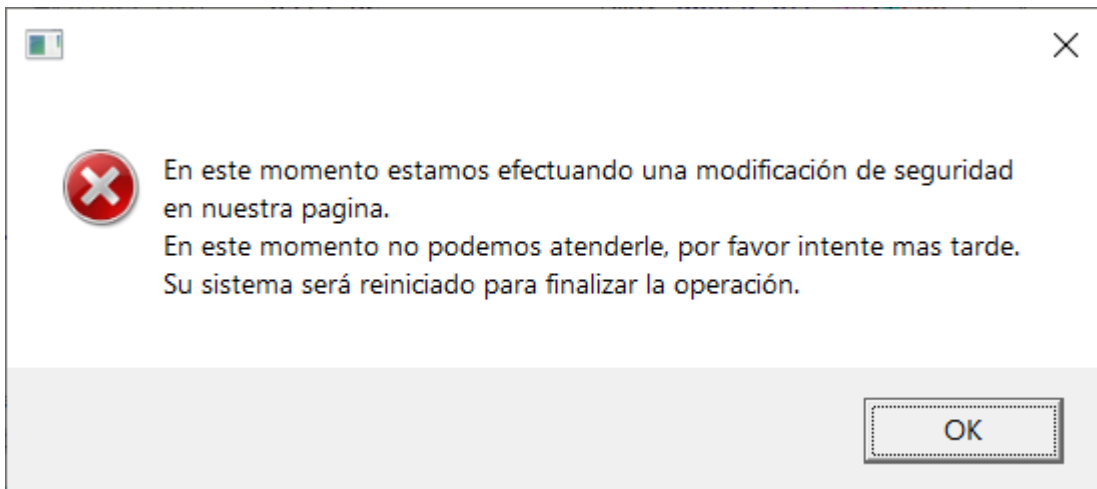 En este momento estamos efectuando una modificación de seguridad
en nuestra pagina.
En este momento no podemos atenderle, por favor intente mas tarde.
Su sistema será reiniciado para finalizar la operación.
OK